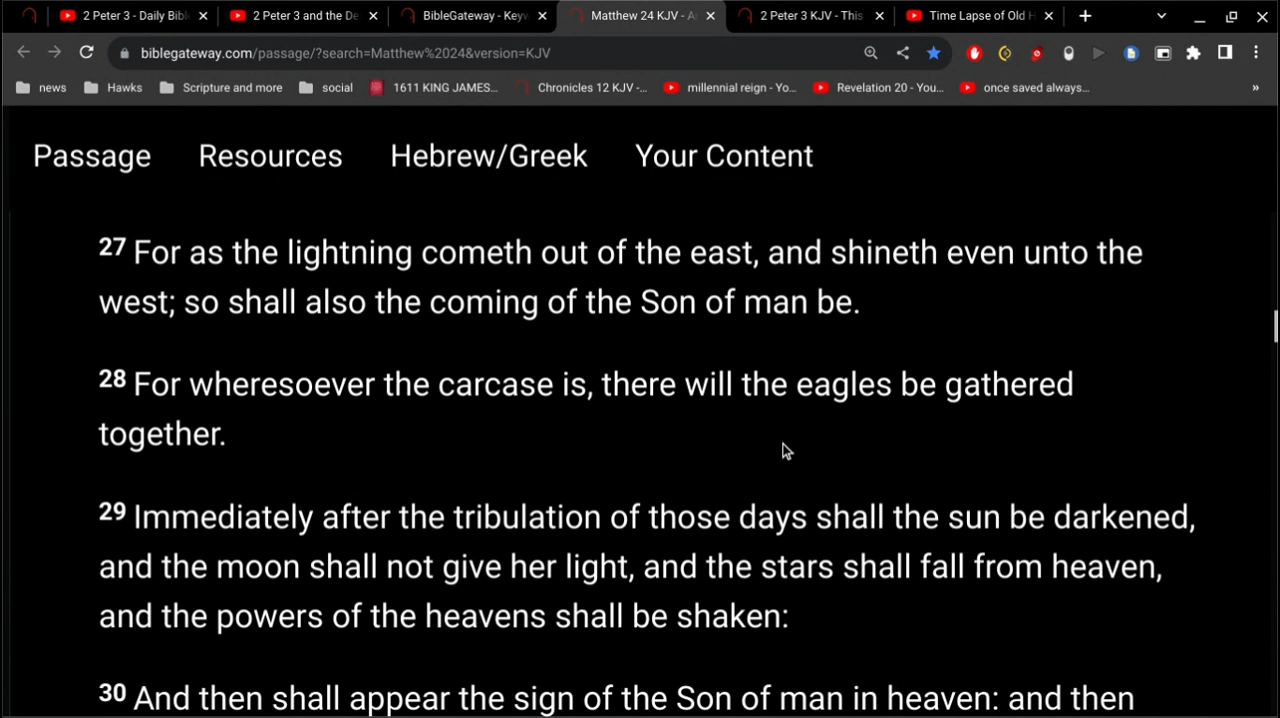 2 Peter 3 - Daily Bibl
2 Peter 3 and the De
BibleGateway - Keyw
Matthew 24 KJV - A
2 Peter 3 KJV - This
Time Lapse of Old H
biblegateway.com/passage/?search=Matthew%2024&version=KJV
news
Hawks
Scripture and more
social
1611 KING JAMES...
Chronicles 12 KJV -...
millennial reign - Yo...
Revelation 20 - You...
once saved always...
»
Passage
Resources
Hebrew/Greek
Your Content
27 For as the lightning cometh out of the east, and shineth even unto the
west; so shall also the coming of the Son of man be.
28 For wheresoever the carcase is, there will the eagles be gathered
together.
29 Immediately after the tribulation of those days shall the sun be darkened,
and the moon shall not give her light, and the stars shall fall from heaven,
and the powers of the heavens shall be shaken:
30 And then shall appear the sign of the Son of man in heaven: and then